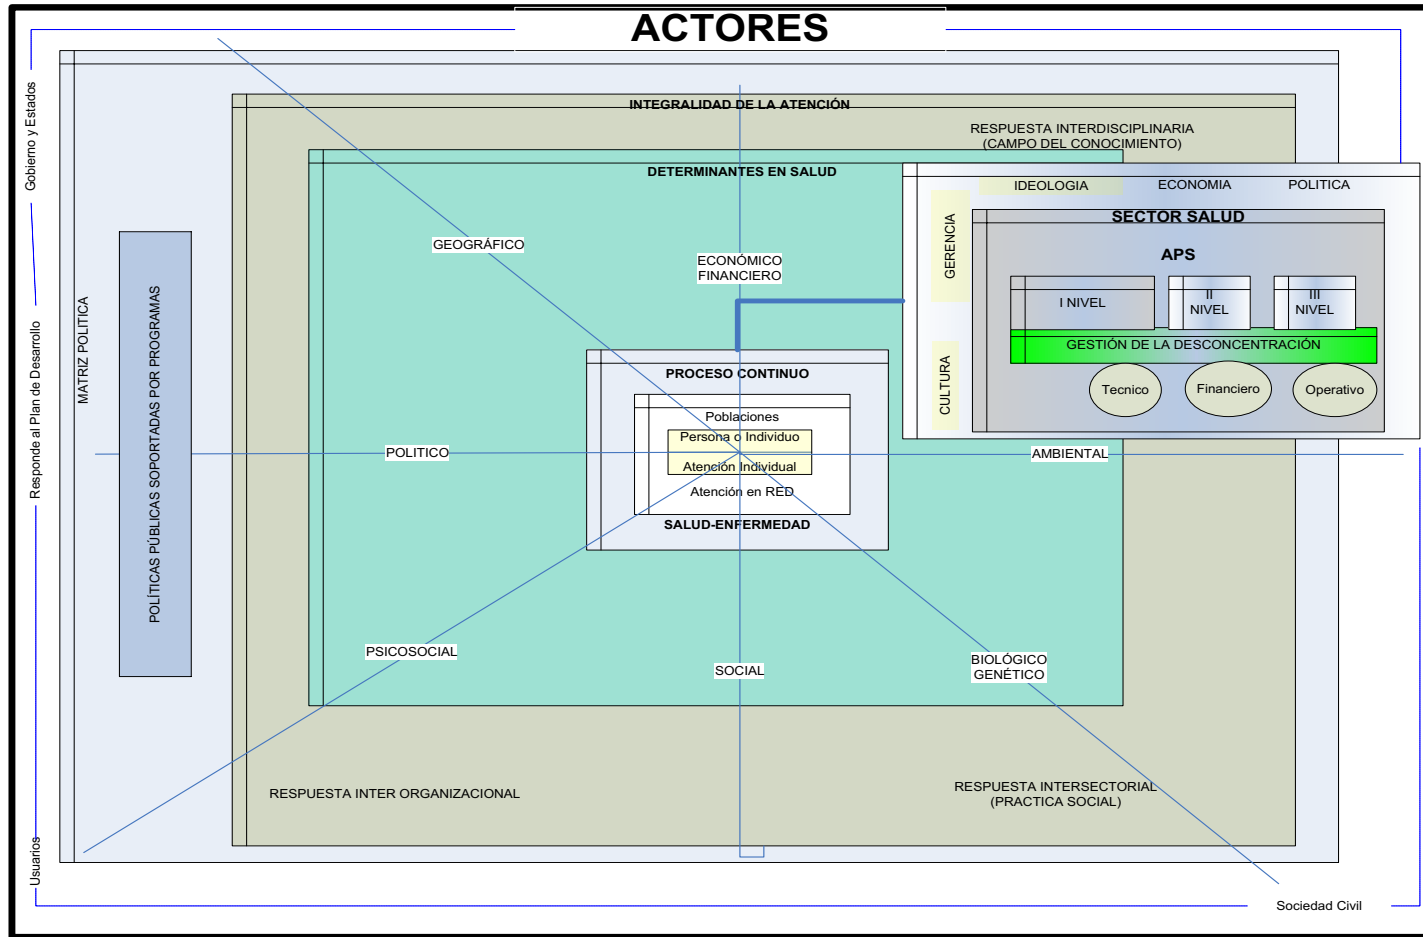 ACTORES
Gobierno y Estados
Responde al Plan de Desarrollo
Usuarios
MATRIZ POLITICA
POLÍTICAS PÚBLICAS SOPORTADAS POR PROGRAMAS
INTEGRALIDAD DE LA ATENCIÓN
RESPUESTA INTERDISCIPLINARIA
(CAMPO DEL CONOCIMIENTO)
DETERMINANTES EN SALUD
GEOGRÁFICO
ECONÓMICO
FINANCIERO
IDEOLOGIA
ECONOMIA
POLITICA
GERENCIA
CULTURA
SECTOR SALUD
APS
I NIVEL
II
NIVEL
III
NIVEL
GESTIÓN DE LA DESCONCENTRACIÓN
Tecnico
Financiero
Operativo
PROCESO CONTINUO
Poblaciones
Persona o Individuo
Atención Individual
Atención en RED
SALUD-ENFERMEDAD
POLITICO
AMBIENTAL
PSICOSOCIAL
SOCIAL
BIOLÓGICO
GENÉTICO
RESPUESTA INTER ORGANIZACIONAL
RESPUESTA INTERSECTORIAL
(PRACTICA SOCIAL)
Sociedad Civil